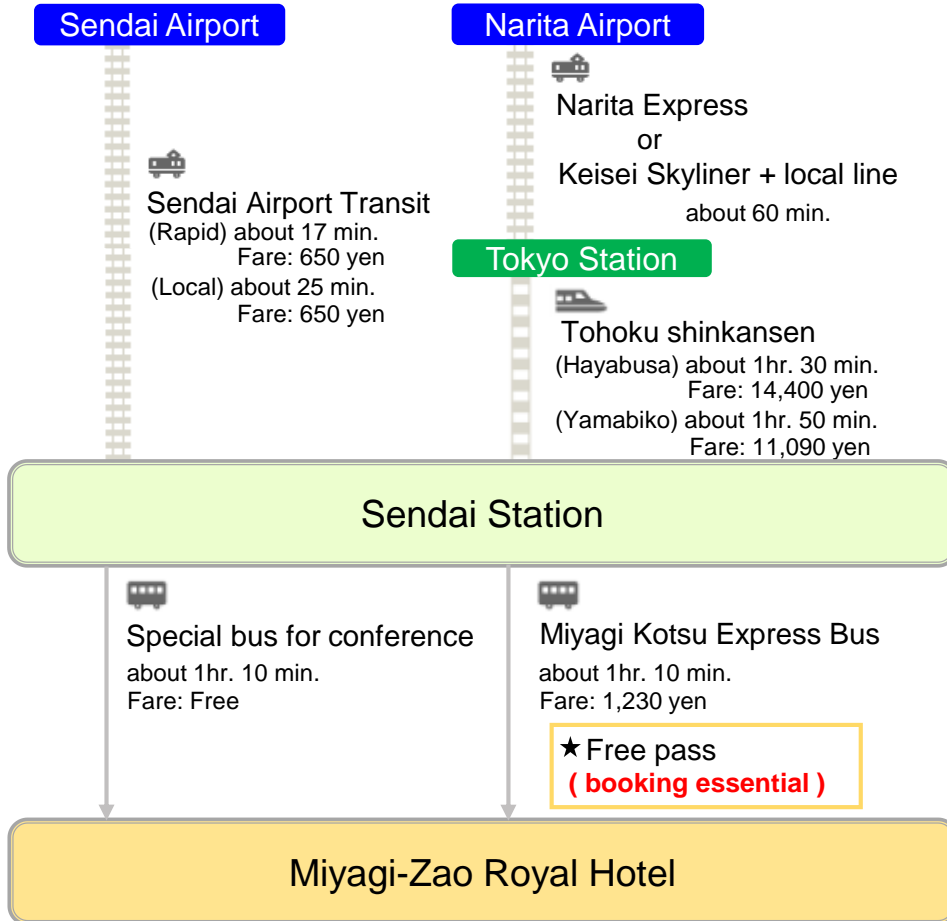 Sendai Airport
Narita Airport
Narita Express
or
Keisei Skyliner + local line
about 60 min.
Sendai Airport Transit
(Rapid) about 17 min.
Fare: 650 yen
(Local) about 25 min.
Fare: 650 yen
Tokyo Station
Tohoku shinkansen
(Hayabusa) about 1hr. 30 min.
Fare: 14,400 yen
(Yamabiko) about 1hr. 50 min.
Fare: 11,090 yen
Sendai Station
Special bus for conference
about 1hr. 10 min.
Fare: Free
Miyagi Kotsu Express Bus
about 1hr. 10 min.
Fare: 1,230 yen
★ Free pass
( booking essential )
Miyagi-Zao Royal Hotel